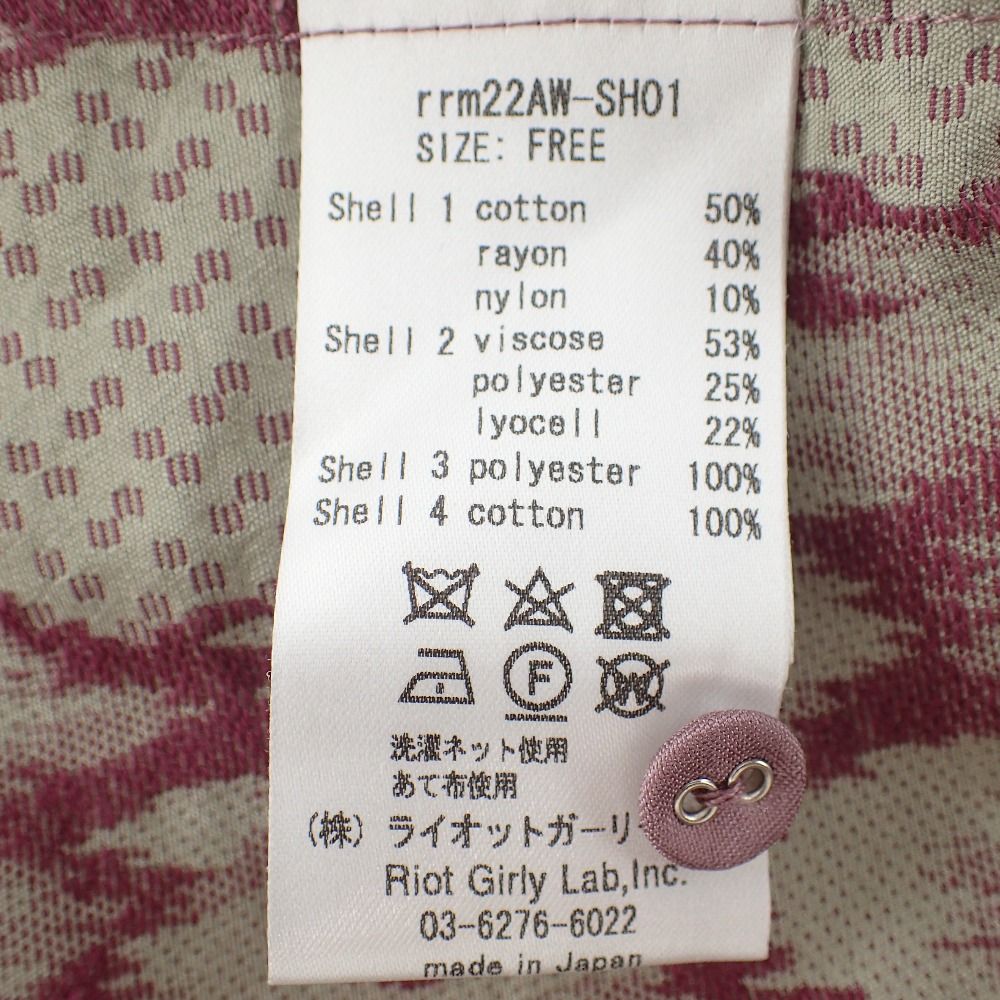 rrm22AW-SH01
SIZE: FREE
Shell 1 cotton 50%
rayon 40%
nylon 10%
Shell 2 viscose 53%
polyester 25%
lyocell 22%
Shell 3 polyester 100%
Shell 4 cotton 100%
F
W
洗濯ネット使用
あて布使用
(株) ライオットガーリー
Riot Girly Lab,Inc.
03-6276-6022
made in Japan